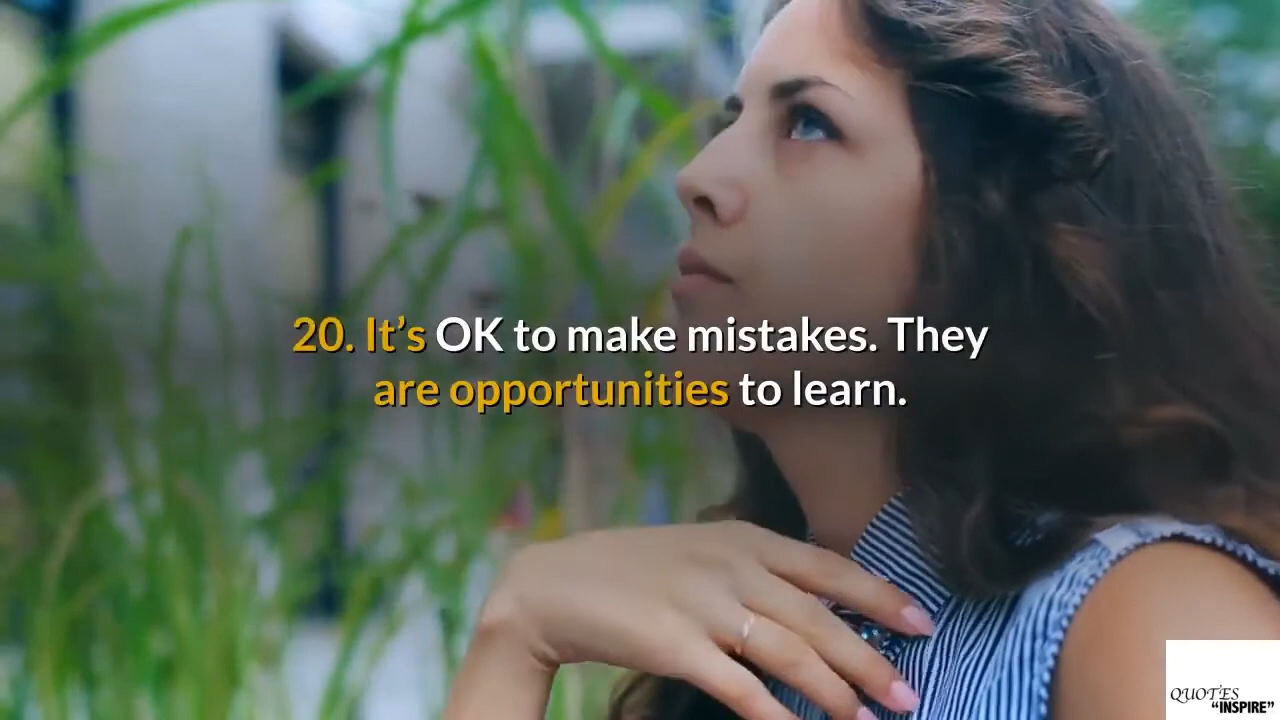 20. It’s OK to make mistakes. They
are opportunities to learn.
QUOTES
“INSPIRE”